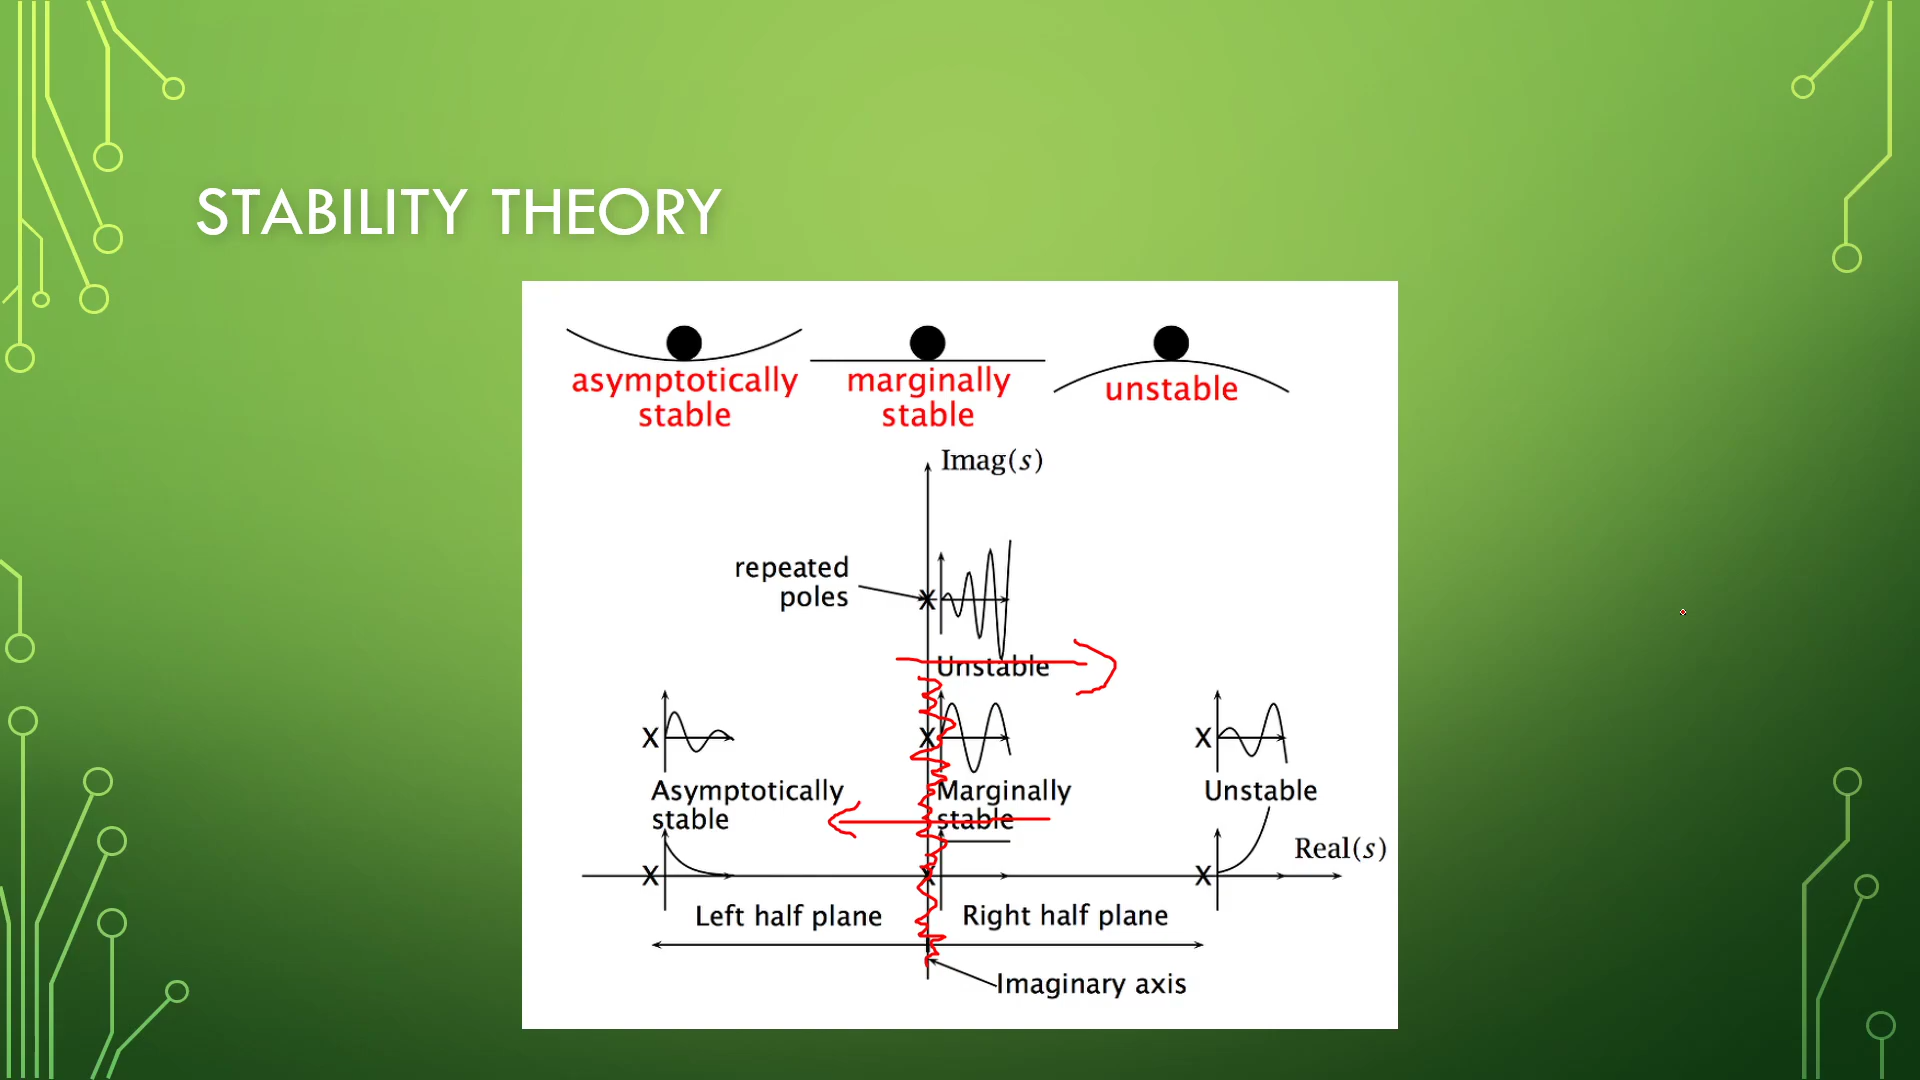 STABILITY THEORY
asymptotically
stable
marginally
stable
unstable
Imag(s)
repeated
poles
X
Unstable
X
X
X
Asymptotically
stable
Marginally
stable
Unstable
Real(s)
X
X
X
Left half plane
Right half plane
Imaginary axis